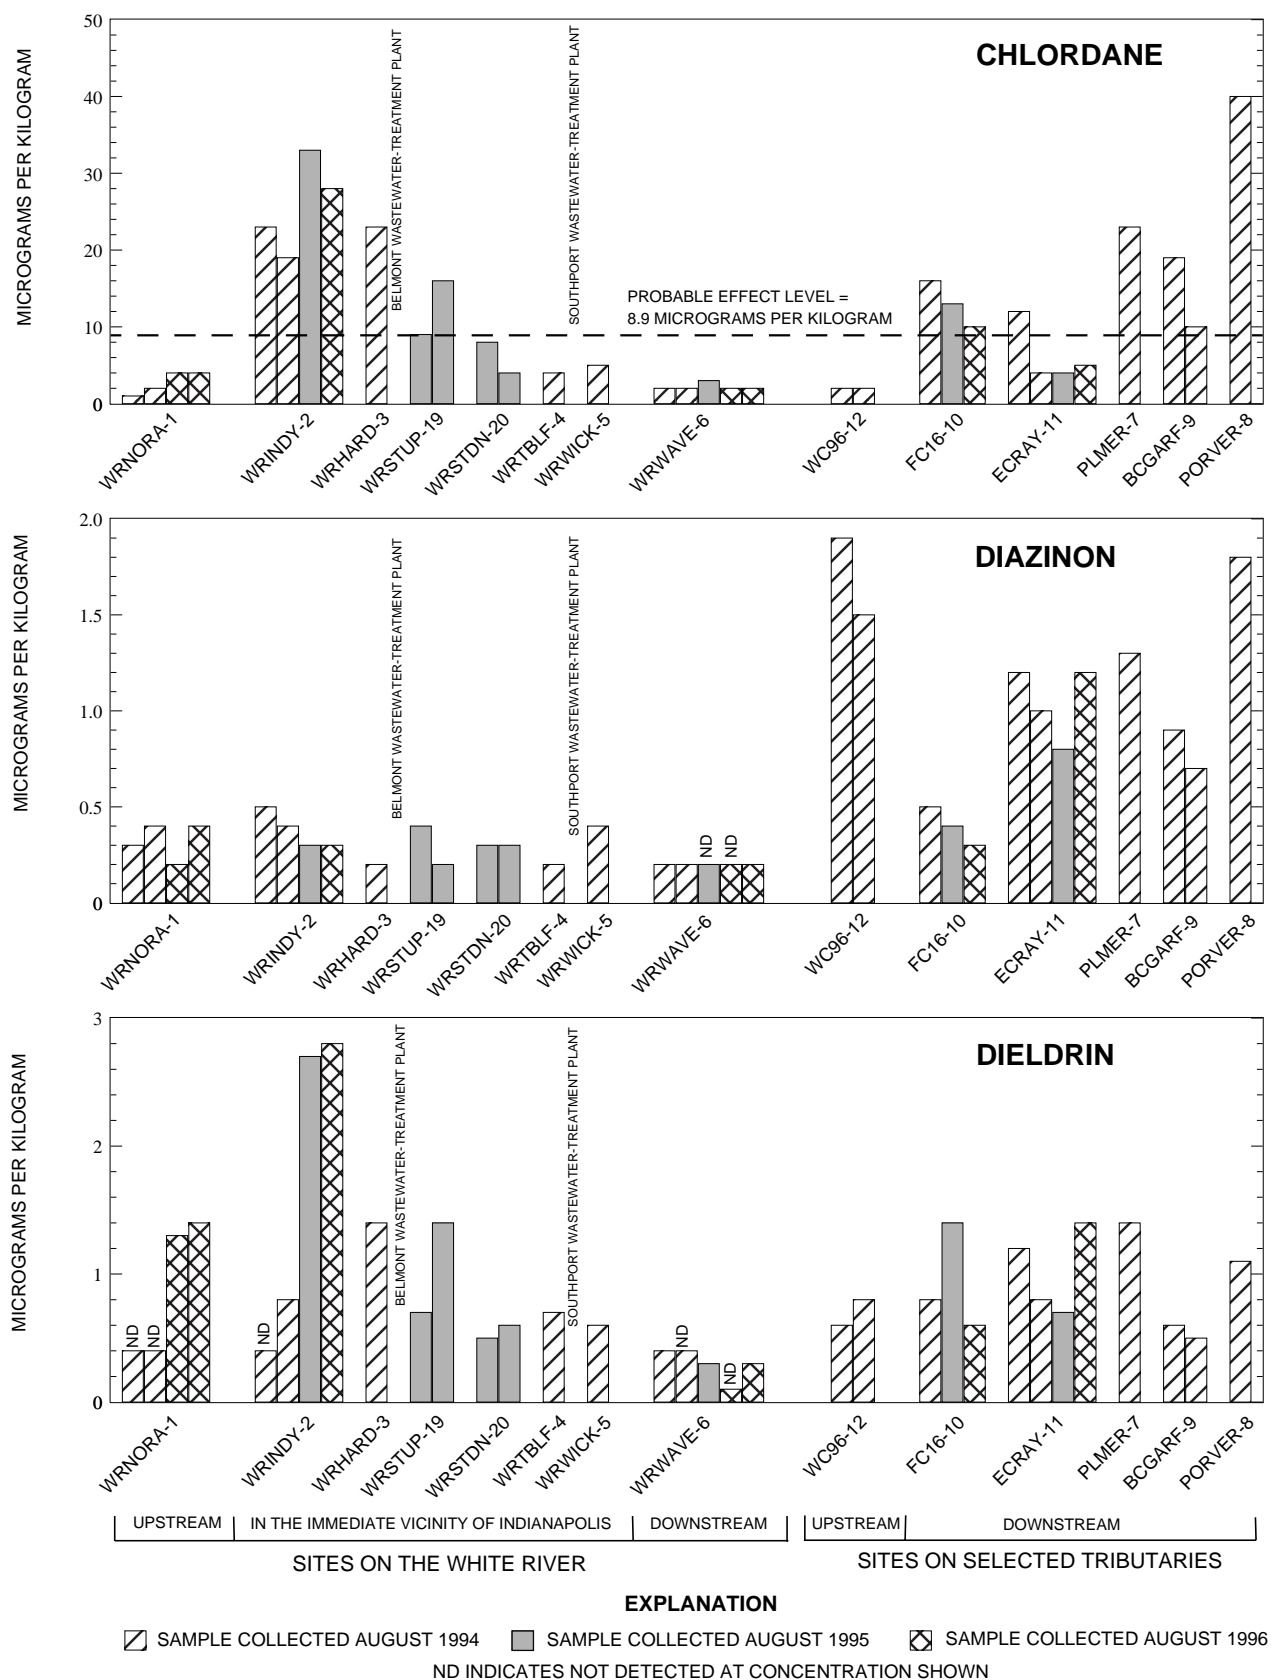 CHLORDANE
MICROGRAMS PER KILOGRAM
50
40
30
20
10
0
BELMONT WASTEWATER-TREATMENT PLANT
SOUTHPORT WASTEWATER-TREATMENT PLANT
PROBABLE EFFECT LEVEL =
8.9 MICROGRAMS PER KILOGRAM
WRNORA-1
WRINDY-2
WRHARD-3
WRSTUP-19
WRSTDN-20
WRTBLF-4
WRWICK-5
WRWAVE-6
WC96-12
FC16-10
ECRAY-11
PLMER-7
BCGARF-9
PORVER-8
DIAZINON
MICROGRAMS PER KILOGRAM
2.0
1.5
1.0
0.5
0
BELMONT WASTEWATER-TREATMENT PLANT
SOUTHPORT WASTEWATER-TREATMENT PLANT
ND
ND
WRNORA-1
WRINDY-2
WRHARD-3
WRSTUP-19
WRSTDN-20
WRTBLF-4
WRWICK-5
WRWAVE-6
WC96-12
FC16-10
ECRAY-11
PLMER-7
BCGARF-9
PORVER-8
DIELDRIN
MICROGRAMS PER KILOGRAM
3
2
1
0
BELMONT WASTEWATER-TREATMENT PLANT
SOUTHPORT WASTEWATER-TREATMENT PLANT
ND
ND
ND
ND
ND
WRNORA-1
WRINDY-2
WRHARD-3
WRSTUP-19
WRSTDN-20
WRTBLF-4
WRWICK-5
WRWAVE-6
WC96-12
FC16-10
ECRAY-11
PLMER-7
BCGARF-9
PORVER-8
UPSTREAM
IN THE IMMEDIATE VICINITY OF INDIANAPOLIS
DOWNSTREAM
UPSTREAM
DOWNSTREAM
SITES ON THE WHITE RIVER
SITES ON SELECTED TRIBUTARIES
EXPLANATION
SAMPLE COLLECTED AUGUST 1994
SAMPLE COLLECTED AUGUST 1995
SAMPLE COLLECTED AUGUST 1996
ND INDICATES NOT DETECTED AT CONCENTRATION SHOWN